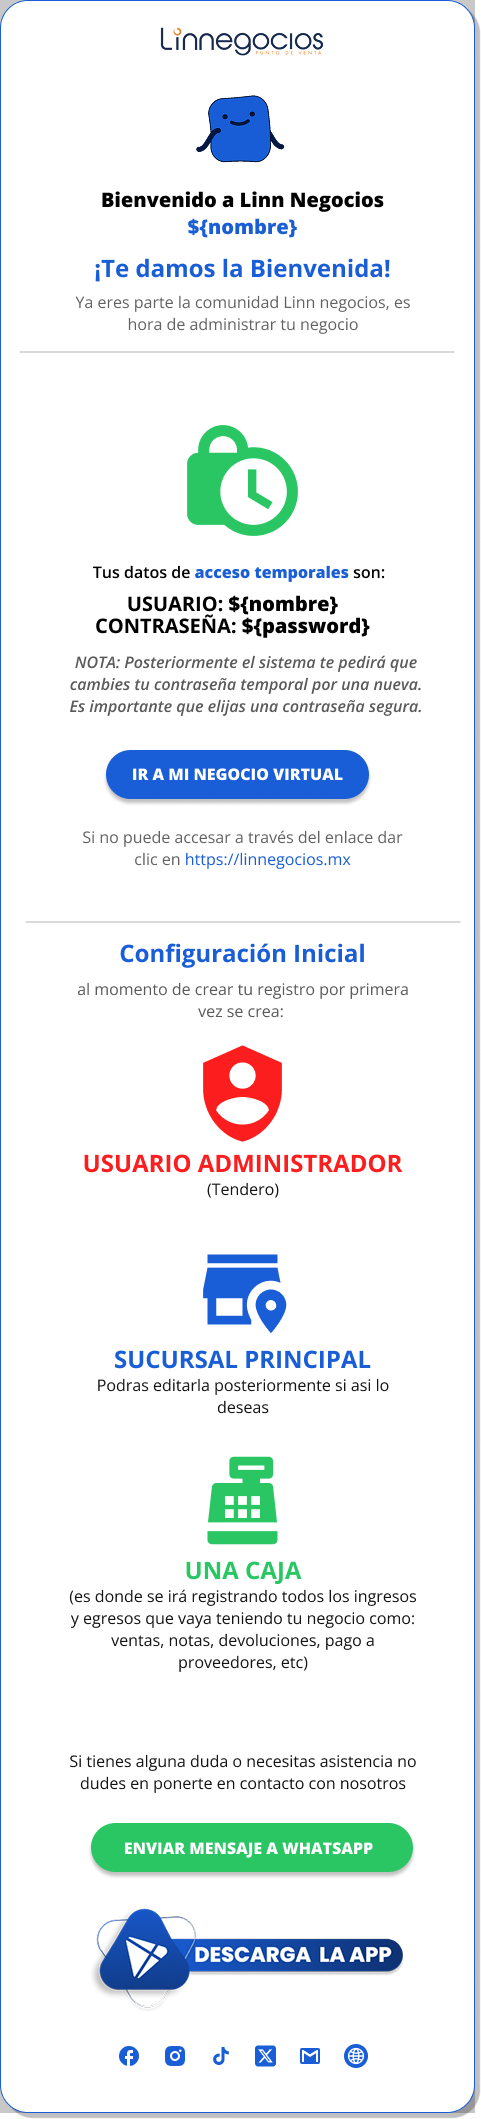 Linnegocios
PUNTO DE VENTA
Bienvenido a Linn Negocios
${nombre}
¡Te damos la Bienvenida!
Ya eres parte la comunidad Linn negocios, es
hora de administrar tu negocio
Tus datos de acceso temporales son:
USUARIO: ${nombre}
CONTRASEÑA: ${password}
NOTA: Posteriormente el sistema te pedirá que
cambies tu contraseña temporal por una nueva.
Es importante que elijas una contraseña segura.
IR A MI NEGOCIO VIRTUAL
Si no puede accesar a través del enlace dar
clic en https://linnegocios.mx
Configuración Inicial
al momento de crear tu registro por primera
vez se crea:
USUARIO ADMINISTRADOR
(Tendero)
SUCURSAL PRINCIPAL
Podras editarla posteriormente si asi lo
deseas
UNA CAJA
(es donde se irá registrando todos los ingresos
y egresos que vaya teniendo tu negocio como:
ventas, notas, devoluciones, pago a
proveedores, etc)
Si tienes alguna duda o necesitas asistencia no
dudes en ponerte en contacto con nosotros
ENVIAR MENSAJE A WHATSAPP
DESCARGA LA APP